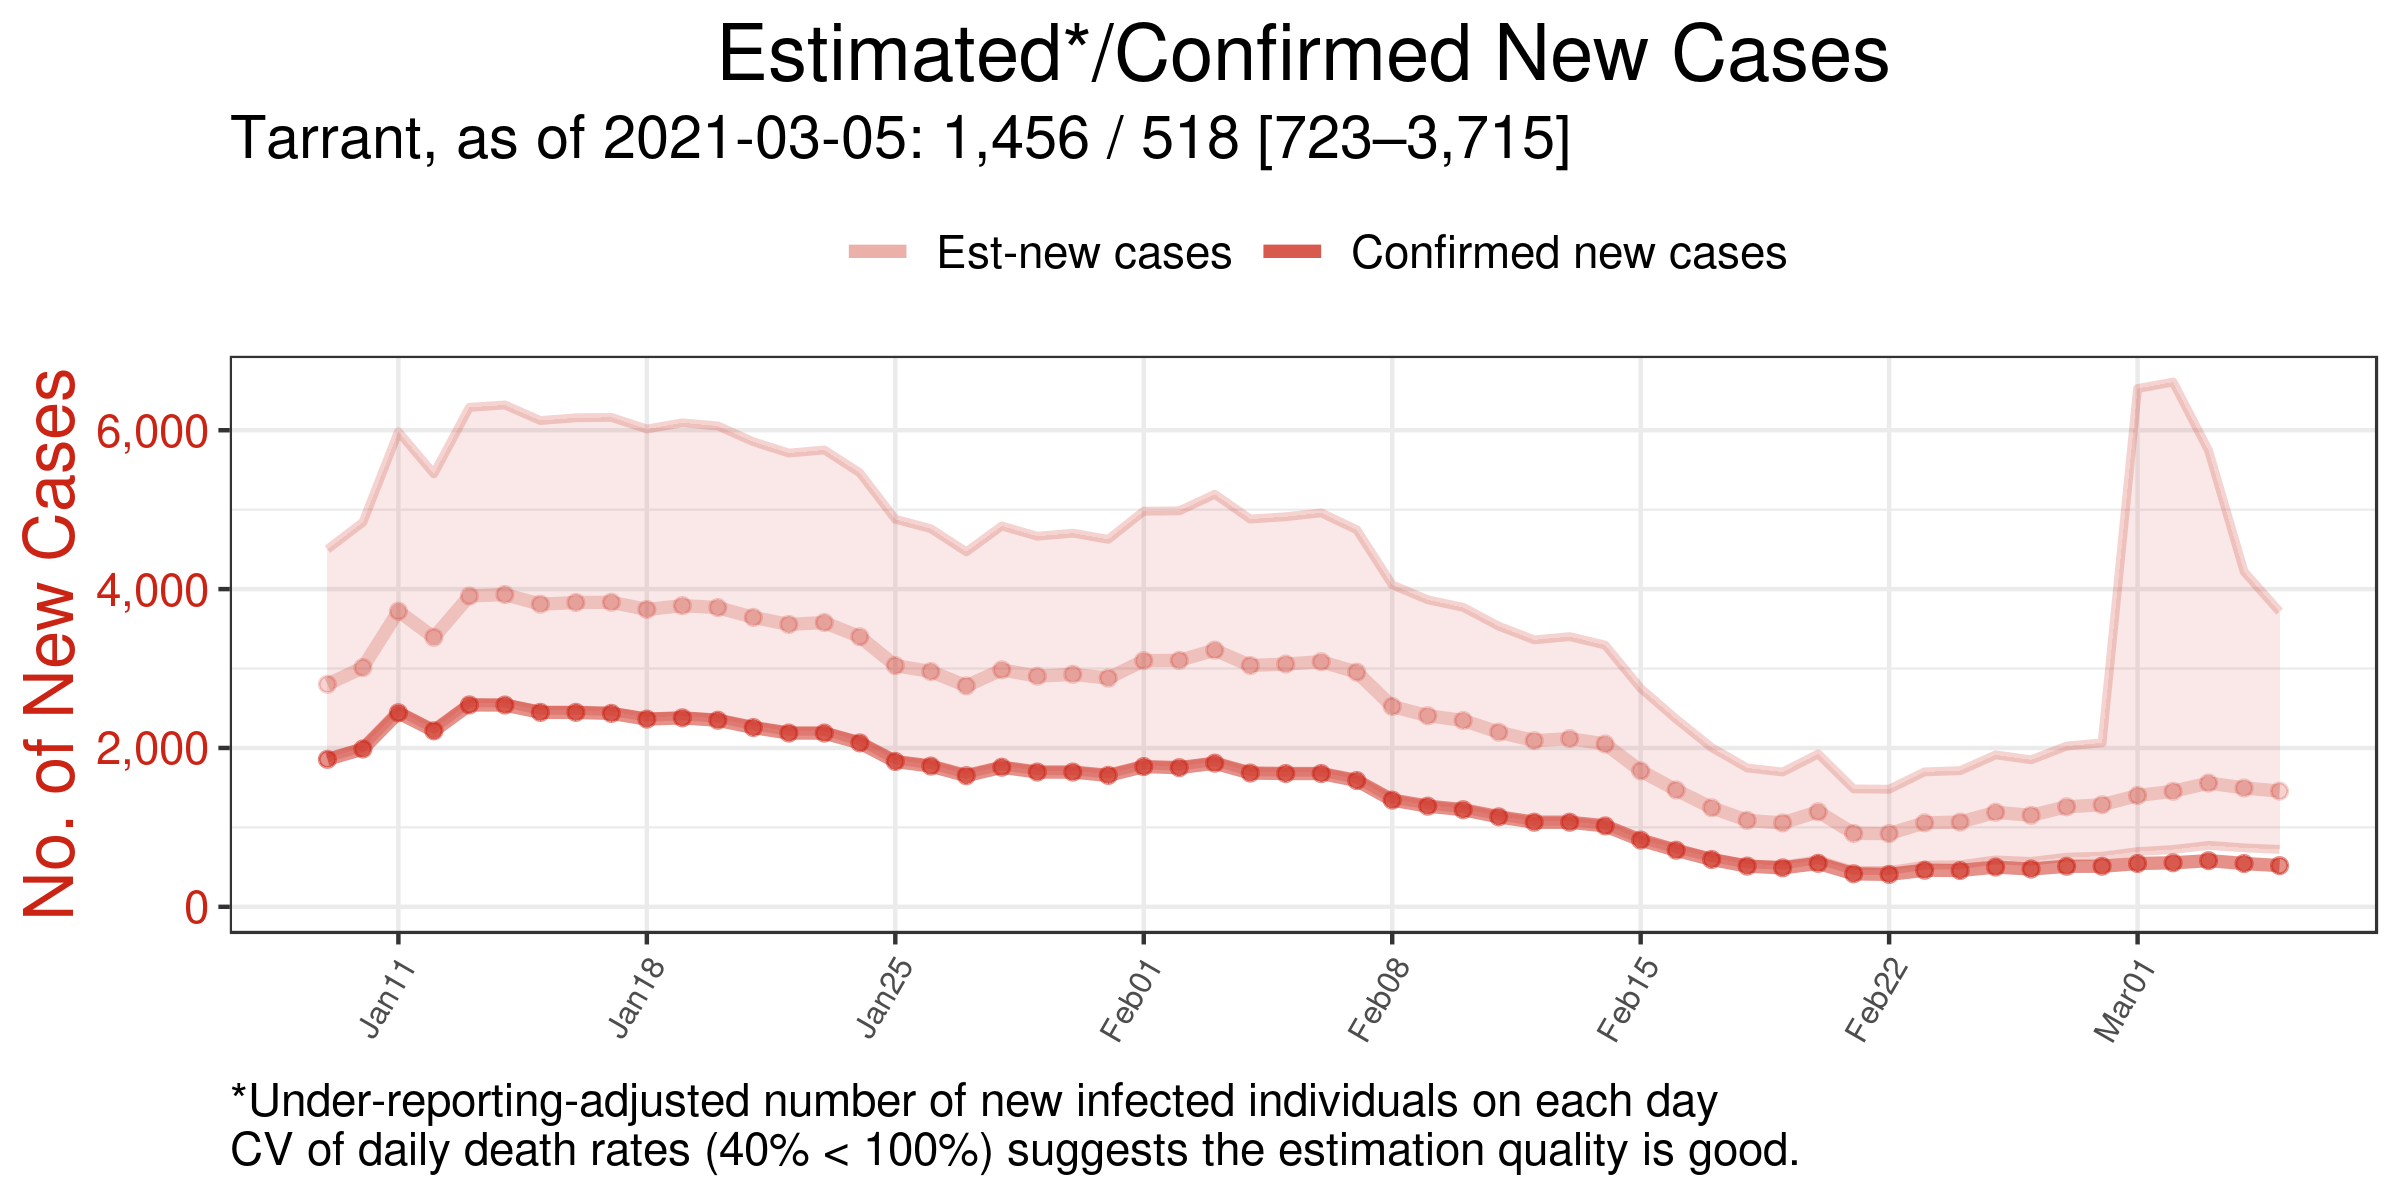 Estimated*/Confirmed New Cases
Tarrant, as of 2021-03-05: 1,456 / 518 [723–3,715]
Est-new cases
Confirmed new cases
No. of New Cases
6,000
4,000
2,000
0
Jan11
Jan18
Jan25
Feb01
Feb08
Feb15
Feb22
Mar01
*Under-reporting-adjusted number of new infected individuals on each day
CV of daily death rates (40% < 100%) suggests the estimation quality is good.